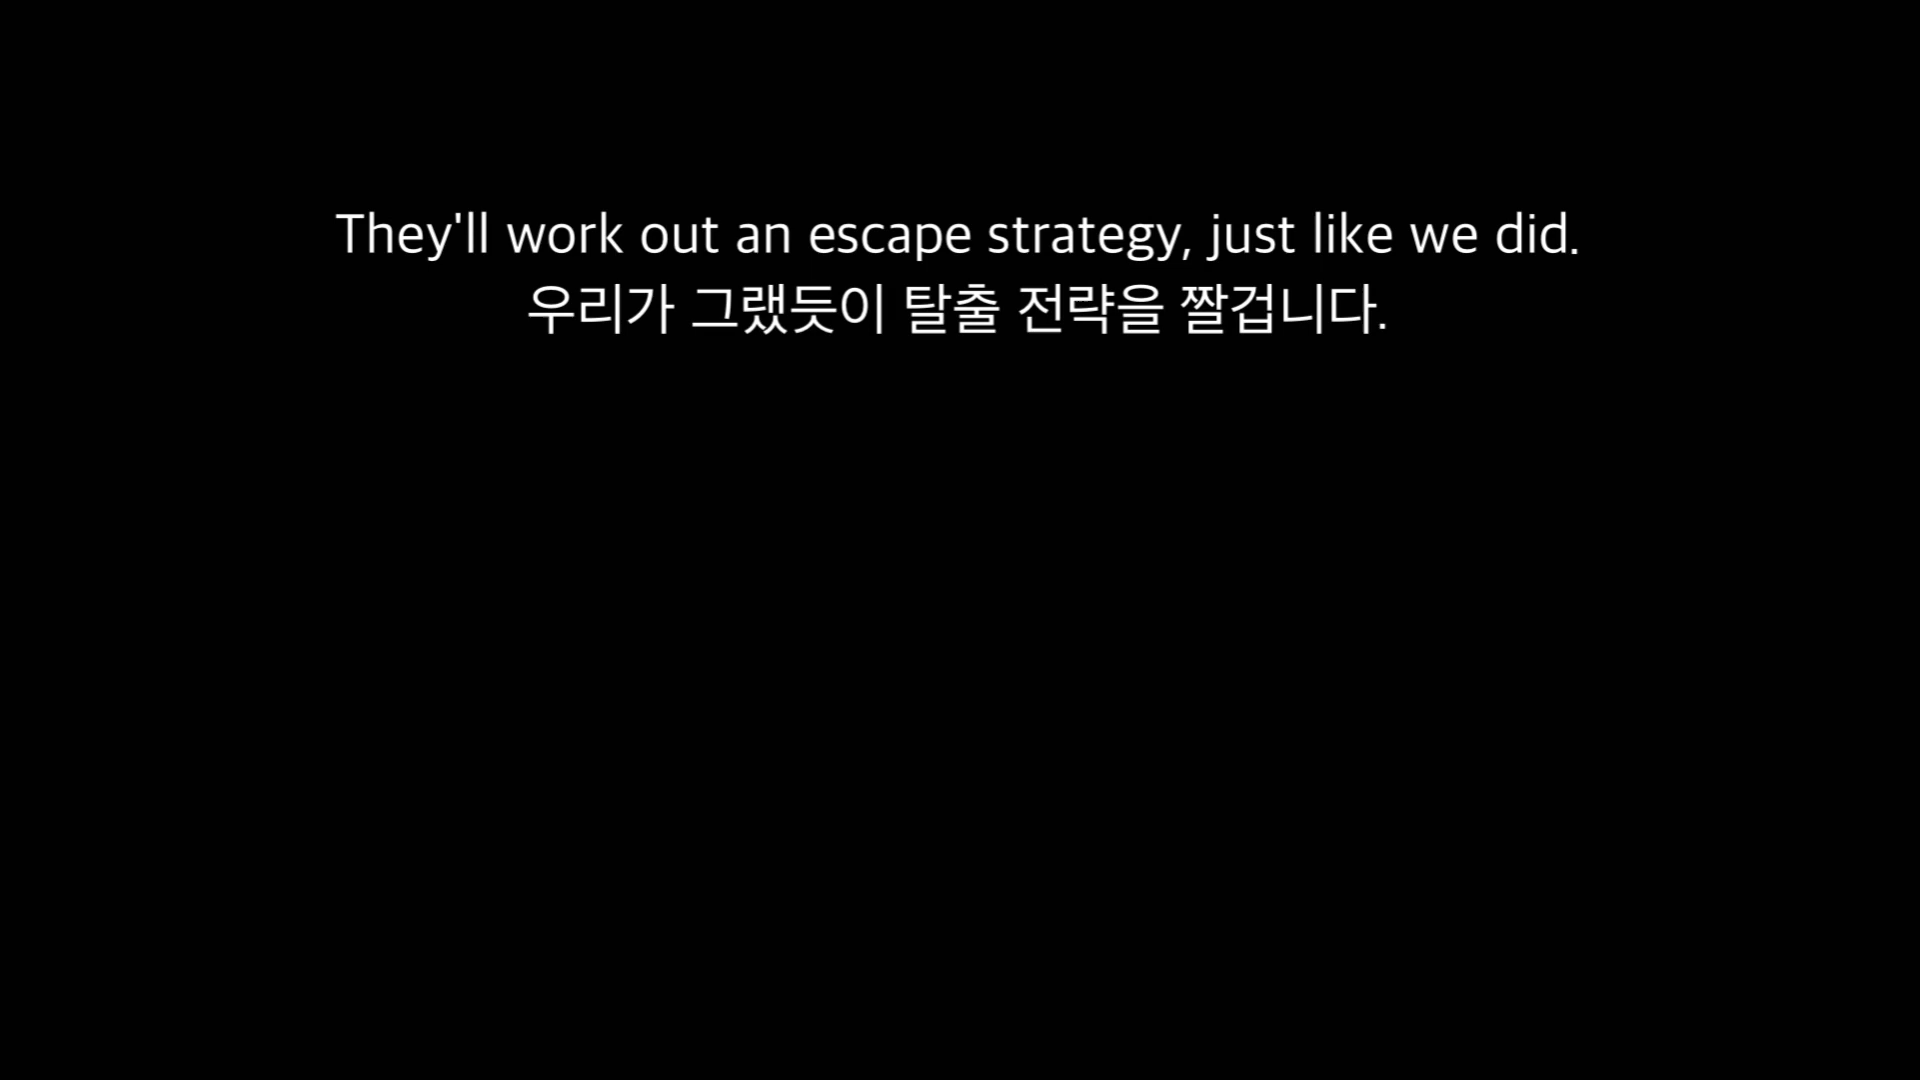 They'll work out an escape strategy, just like we did.
우리가 그랬듯이 탈출 전략을 짤겁니다.